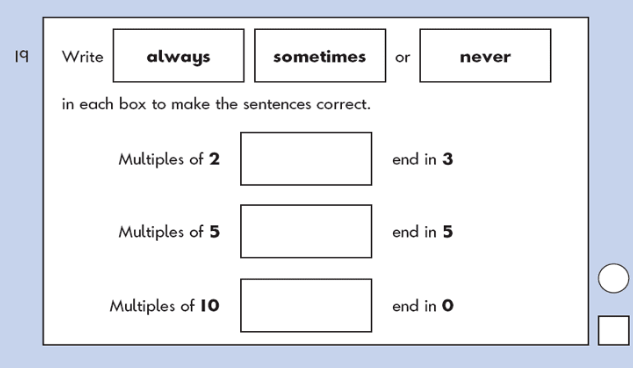 19 Write always sometimes or never
in each box to make the sentences correct.
Multiples of 2 end in 3
Multiples of 5 end in 5
Multiples of 10 end in 0